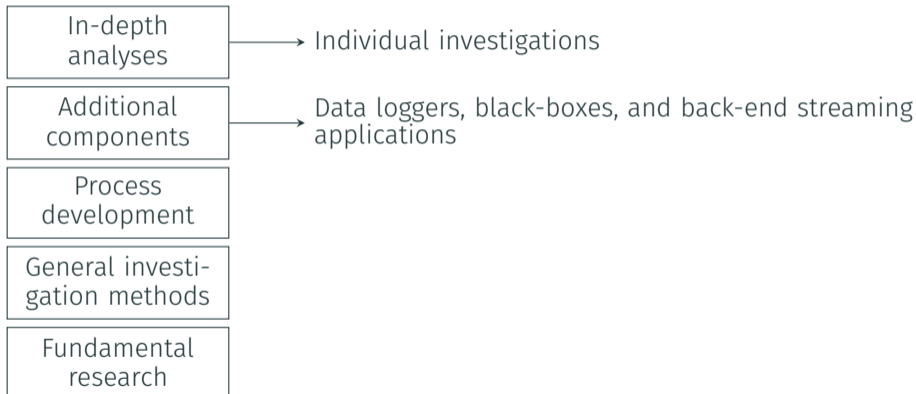 In-depth
analyses
Individual investigations
Additional
components
Data loggers, black-boxes, and back-end streaming
applications
Process
development
General investi-
gation methods
Fundamental
research